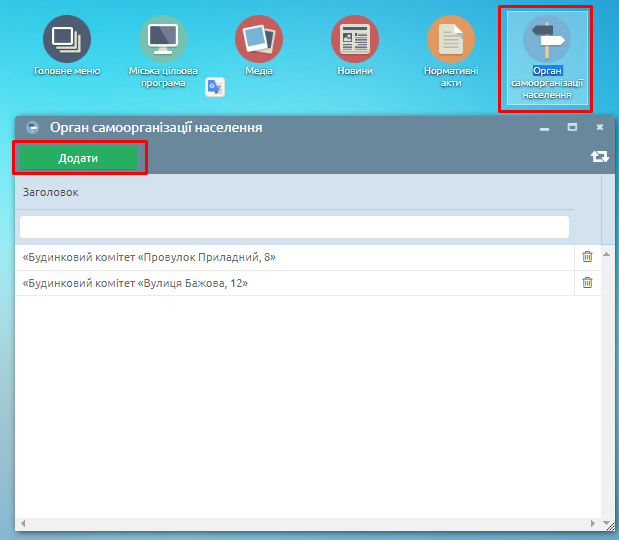 Головне меню
Міська цільова
програма
Медіа
Новини
Нормативні
акти
Орган
самоорганізації
населення
Орган самоорганізації населення
Додати
Заголовок
«Будинковий комітет «Провулок Приладний, 8»
«Будинковий комітет «Вулиця Бажова, 12»